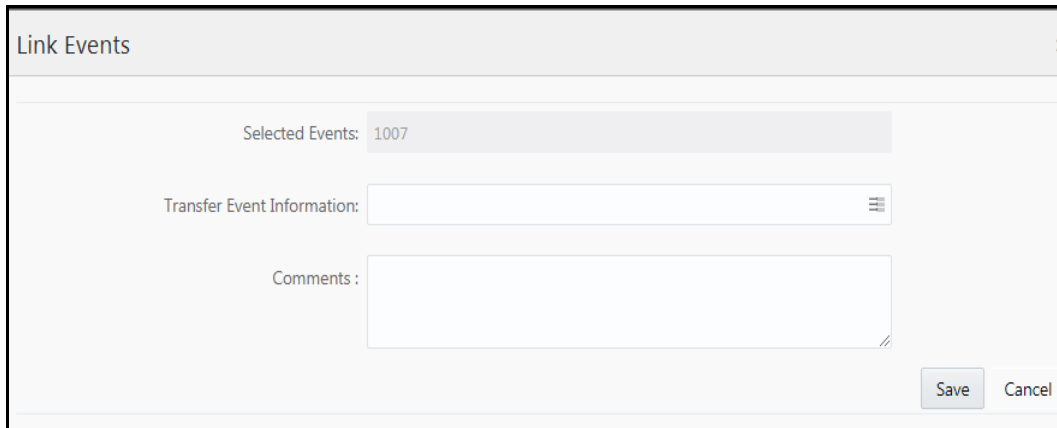 Link Events
Selected Events: 1007
Transfer Event Information:
Comments :
Save Cancel